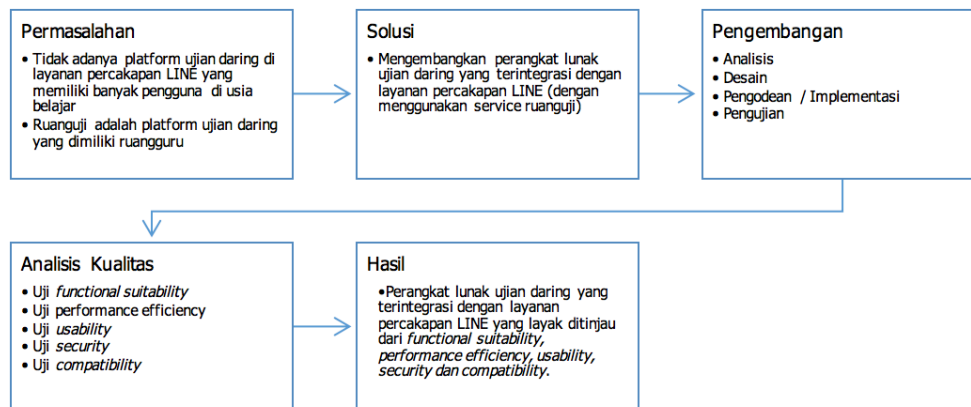 Permasalahan
• Tidak adanya platform ujian daring di
layanan percakapan LINE yang
memiliki banyak pengguna di usia
belajar
• Ruanguji adalah platform ujian daring
yang dimiliki ruangguru
Solusi
• Mengembangkan perangkat lunak
ujian daring yang terintegrasi dengan
layanan percakapan LINE (dengan
menggunakan service ruanguji)
Pengembangan
• Analisis
• Desain
• Pengodean / Implementasi
• Pengujian
Analisis Kualitas
• Uji functional suitability
• Uji performance efficiency
• Uji usability
• Uji security
• Uji compatibility
Hasil
•Perangkat lunak ujian daring yang
terintegrasi dengan layanan
percakapan LINE yang layak ditinjau
dari functional suitability,
performance efficiency, usability,
security dan compatibility.